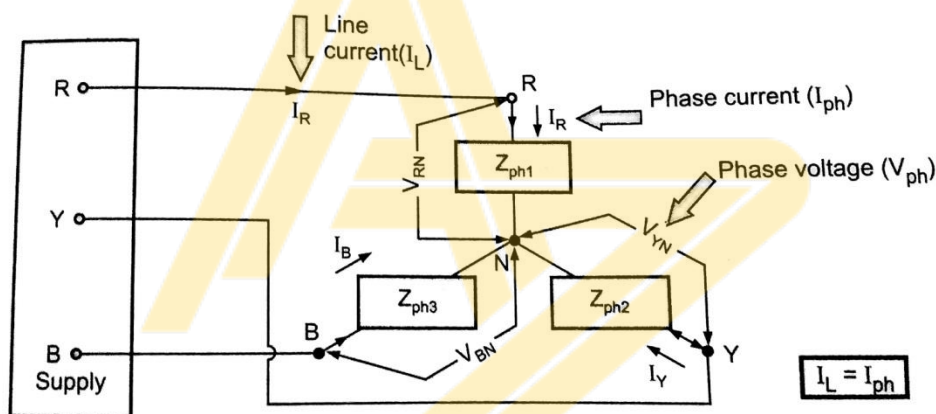 Line
current(I_L)
R
I_R
R
I_R
Phase current (I_ph)
Z_ph1
V_RN
Phase voltage (V_ph)
Y
V_YN
I_B
N
Z_ph3
Z_ph2
B
V_BN
B
Y
I_Y
Supply
I_L = I_ph